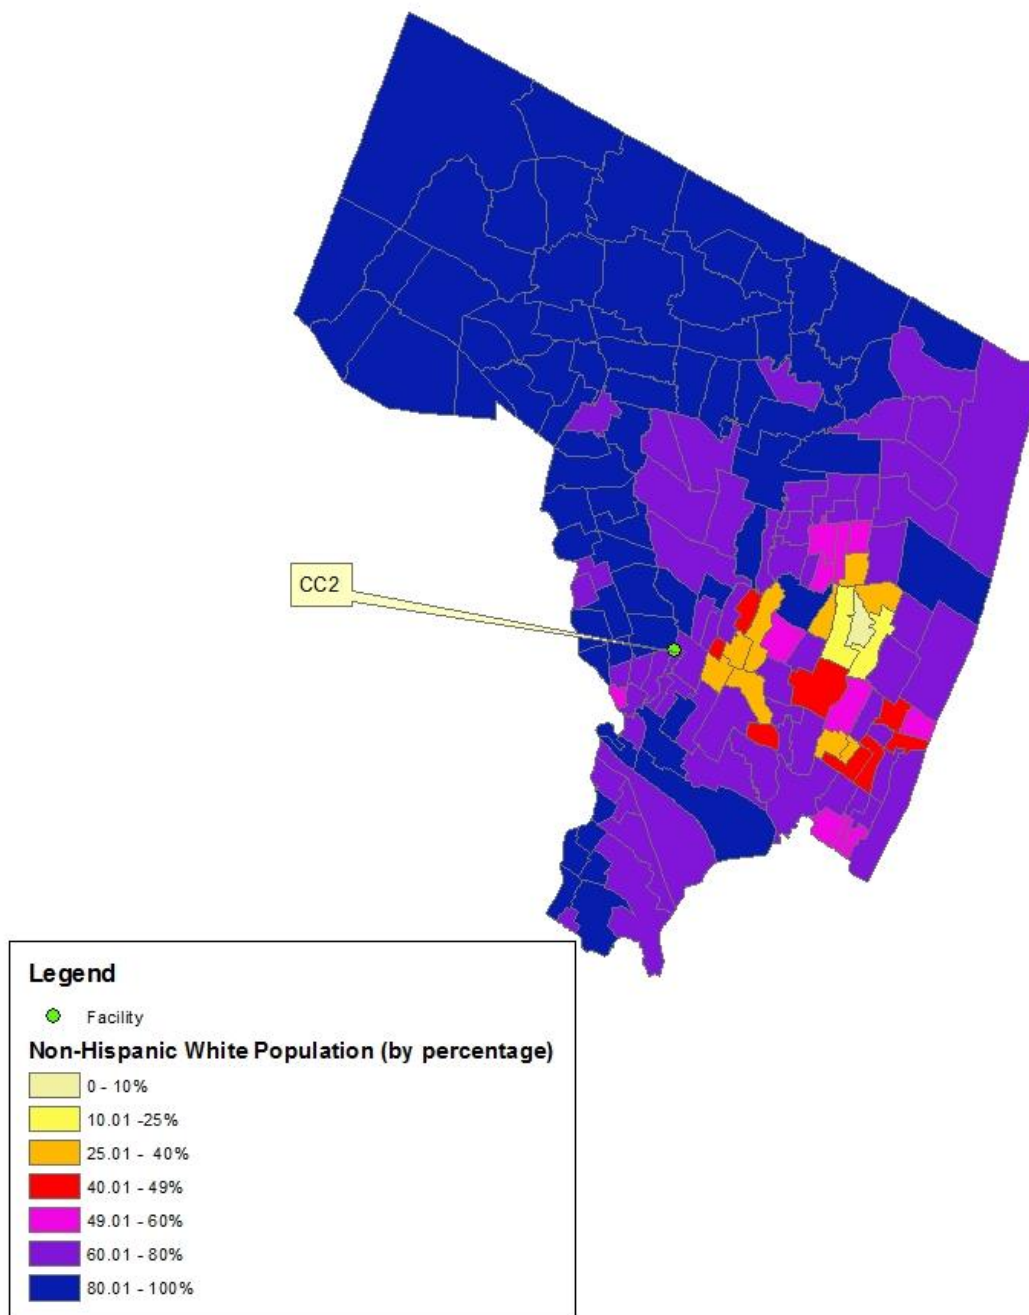 CC2
Legend
Facility
Non-Hispanic White Population (by percentage)
0 - 10%
10.01 -25%
25.01 - 40%
40.01 - 49%
49.01 - 60%
60.01 - 80%
80.01 - 100%